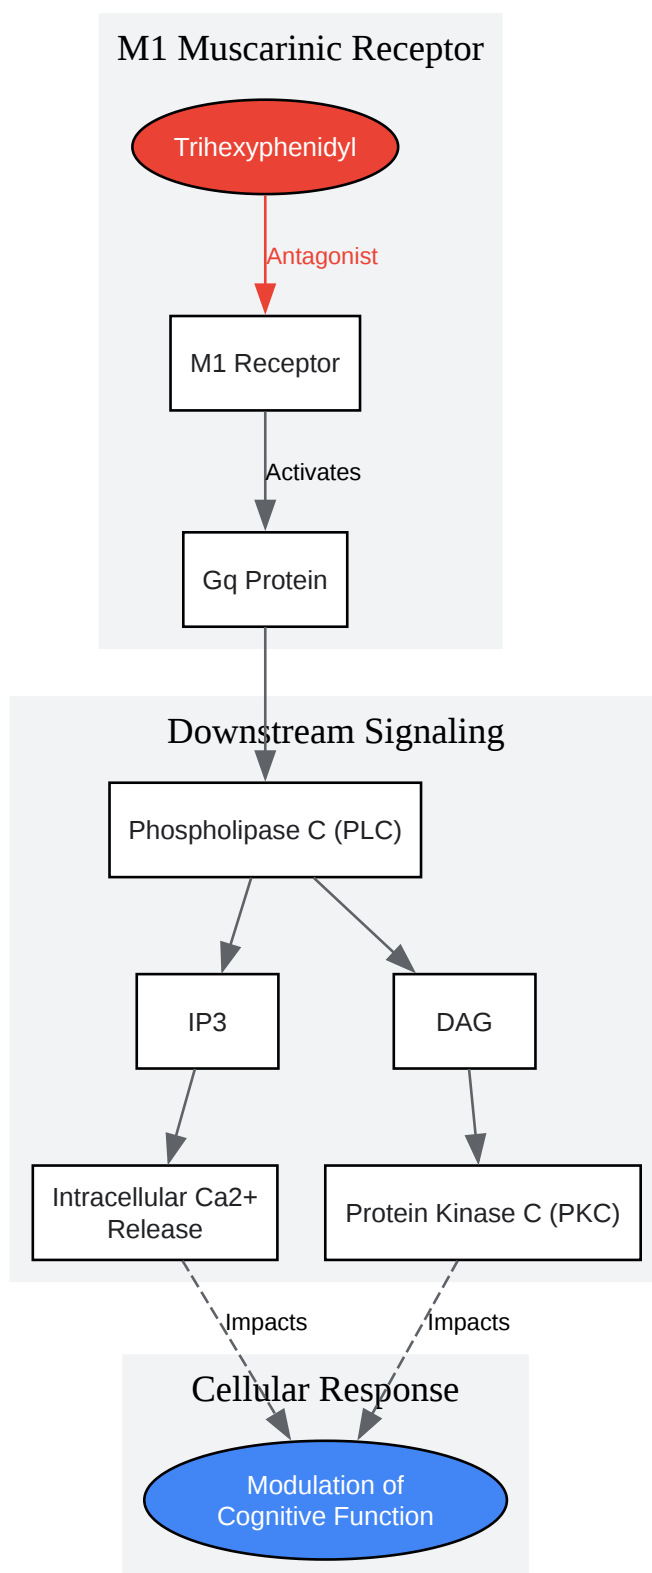 M1 Muscarinic Receptor
Trihexyphenidyl
Antagonist
M1 Receptor
Activates
Gq Protein
Downstream Signaling
Phospholipase C (PLC)
IP3
DAG
Intracellular Ca2+
Release
Protein Kinase C (PKC)
Impacts
Impacts
Cellular Response
Modulation of
Cognitive Function